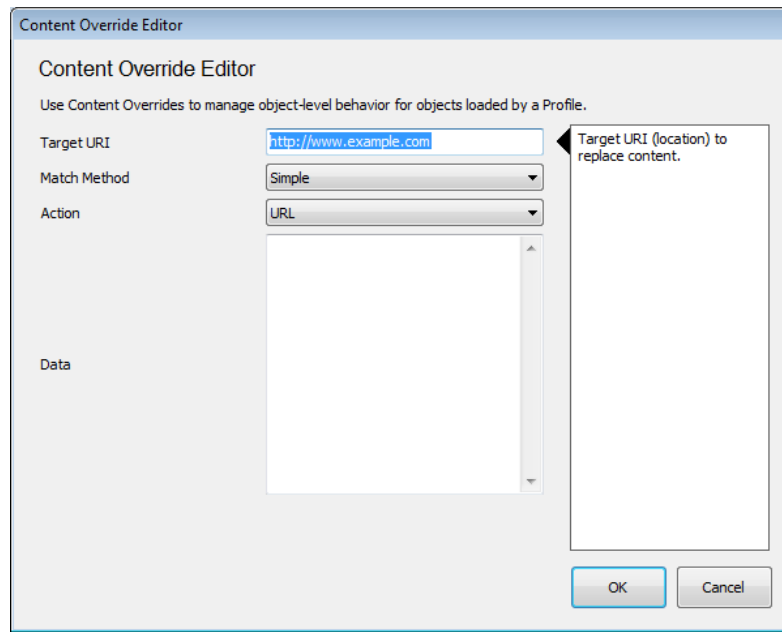 Content Override Editor
Content Override Editor
Use Content Overrides to manage object-level behavior for objects loaded by a Profile.
Target URI
http://www.example.com
Target URI (location) to
replace content.
Match Method
Simple
Action
URL
Data
OK
Cancel